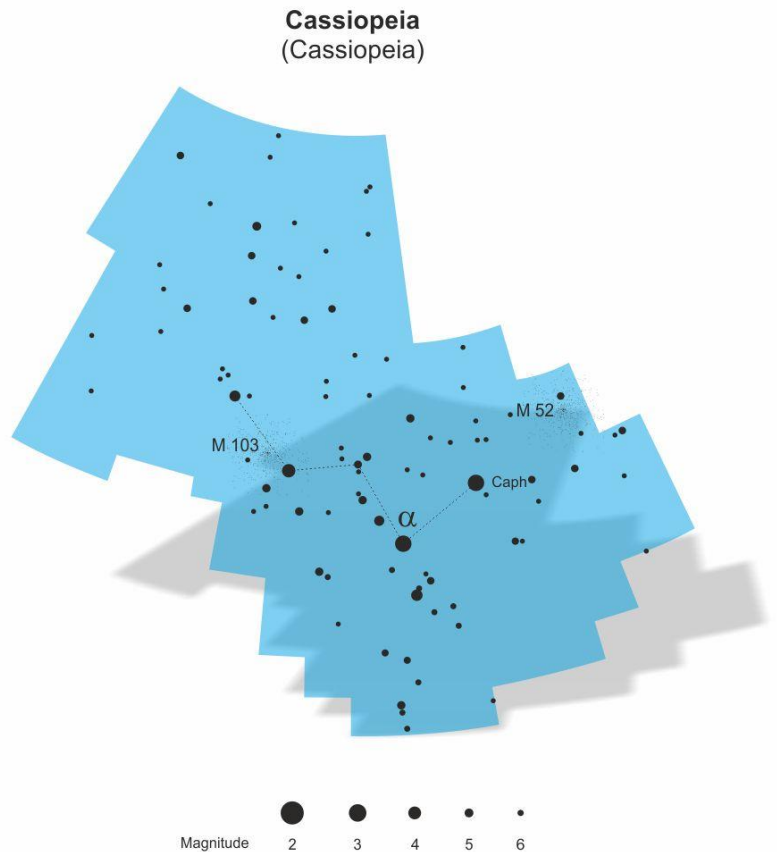 Cassiopeia
(Cassiopeia)
M 52
M 103
Caph
α
Magnitude 2 3 4 5 6